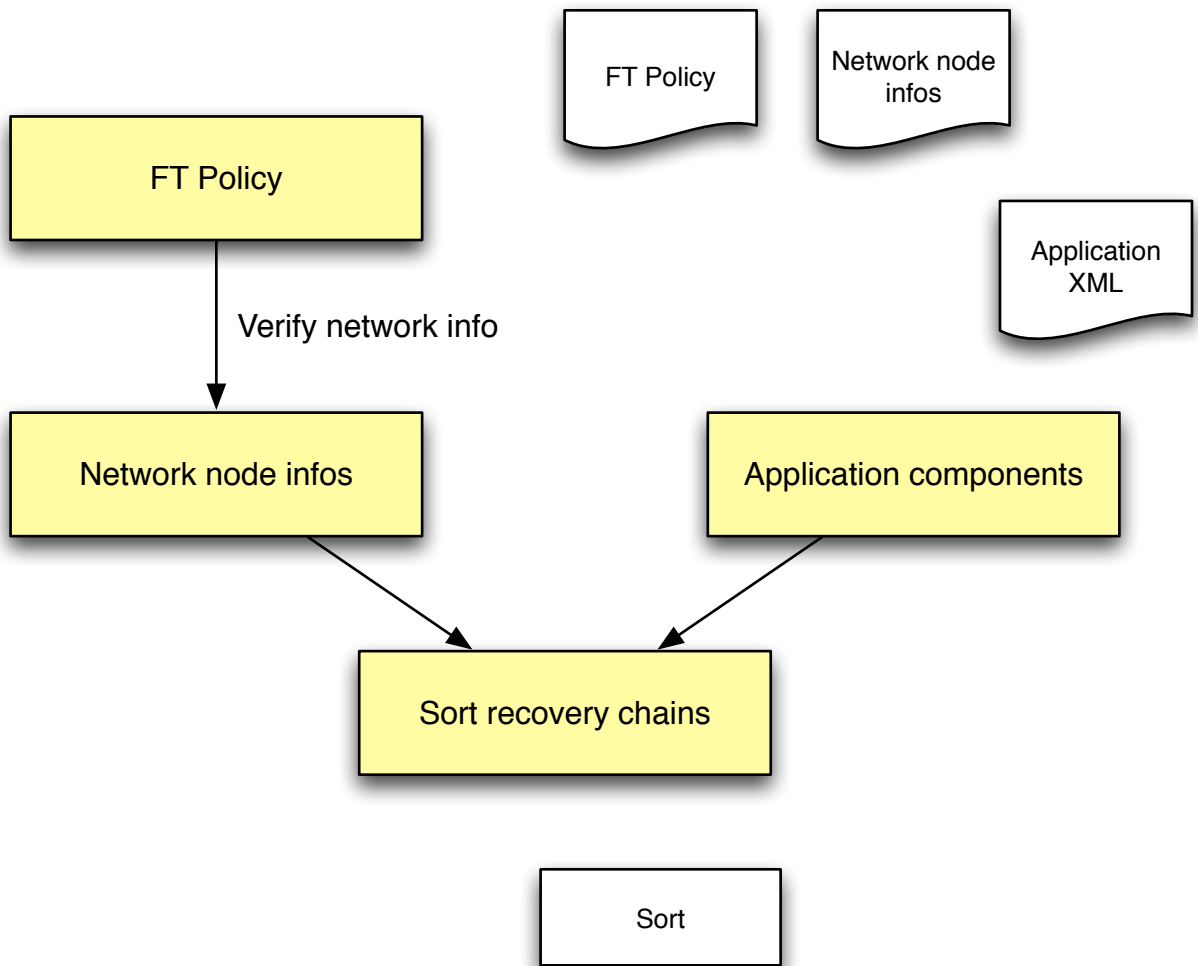 FT Policy
Network node
infos
FT Policy
Application
XML
Verify network info
Network node infos
Application components
Sort recovery chains
Sort